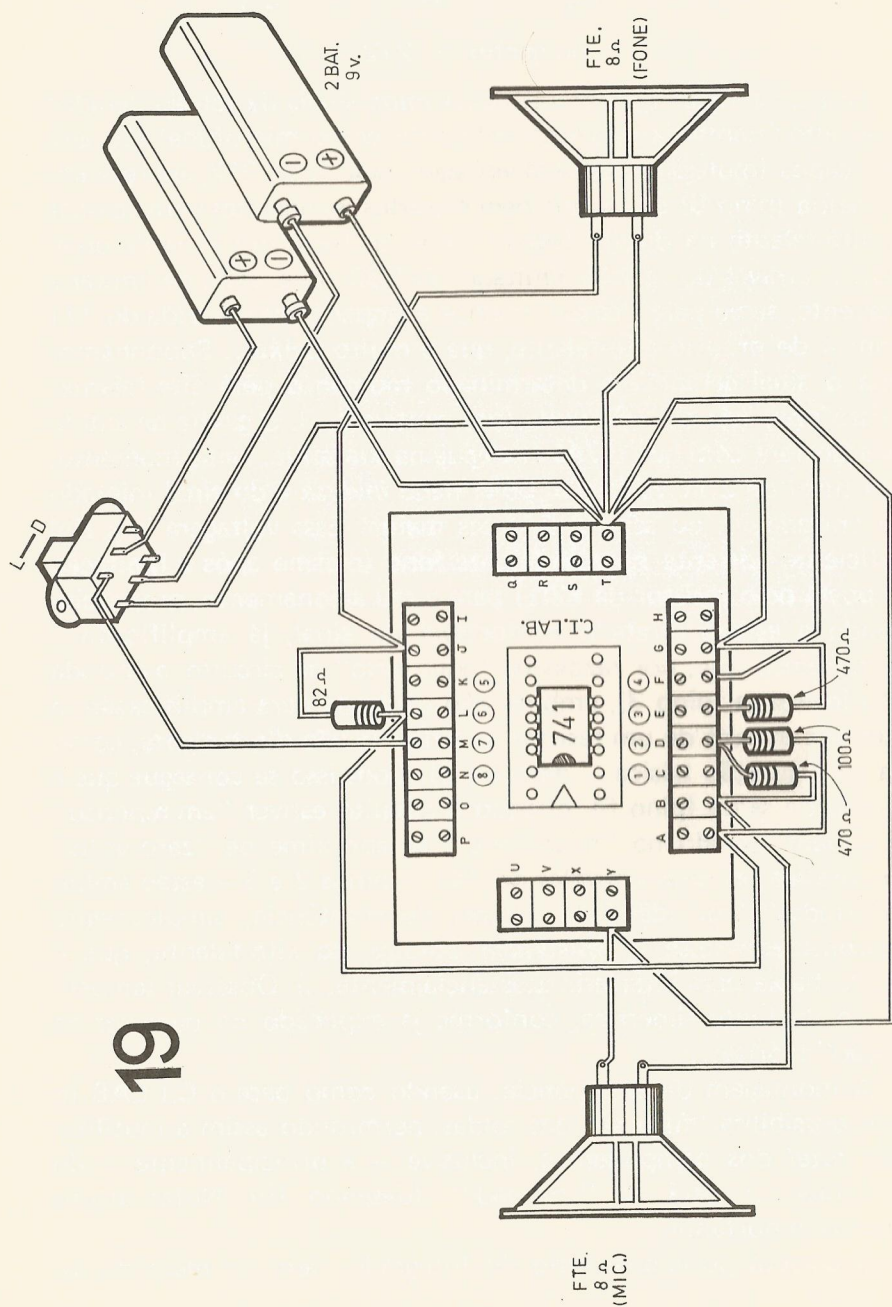 19
L—D
2 BAT.
9 v.
+
−
−
+
FTE.
8 Ω
(FONE)
82 Ω
P O N M L K J I
8 7 6 5
U
V
X
Y
741
C.I.LAB.
Q
R
S
T
1 2 3 4
A B C D E F G H
470 Ω
100 Ω
470 Ω
FTE.
8 Ω
(MIC.)